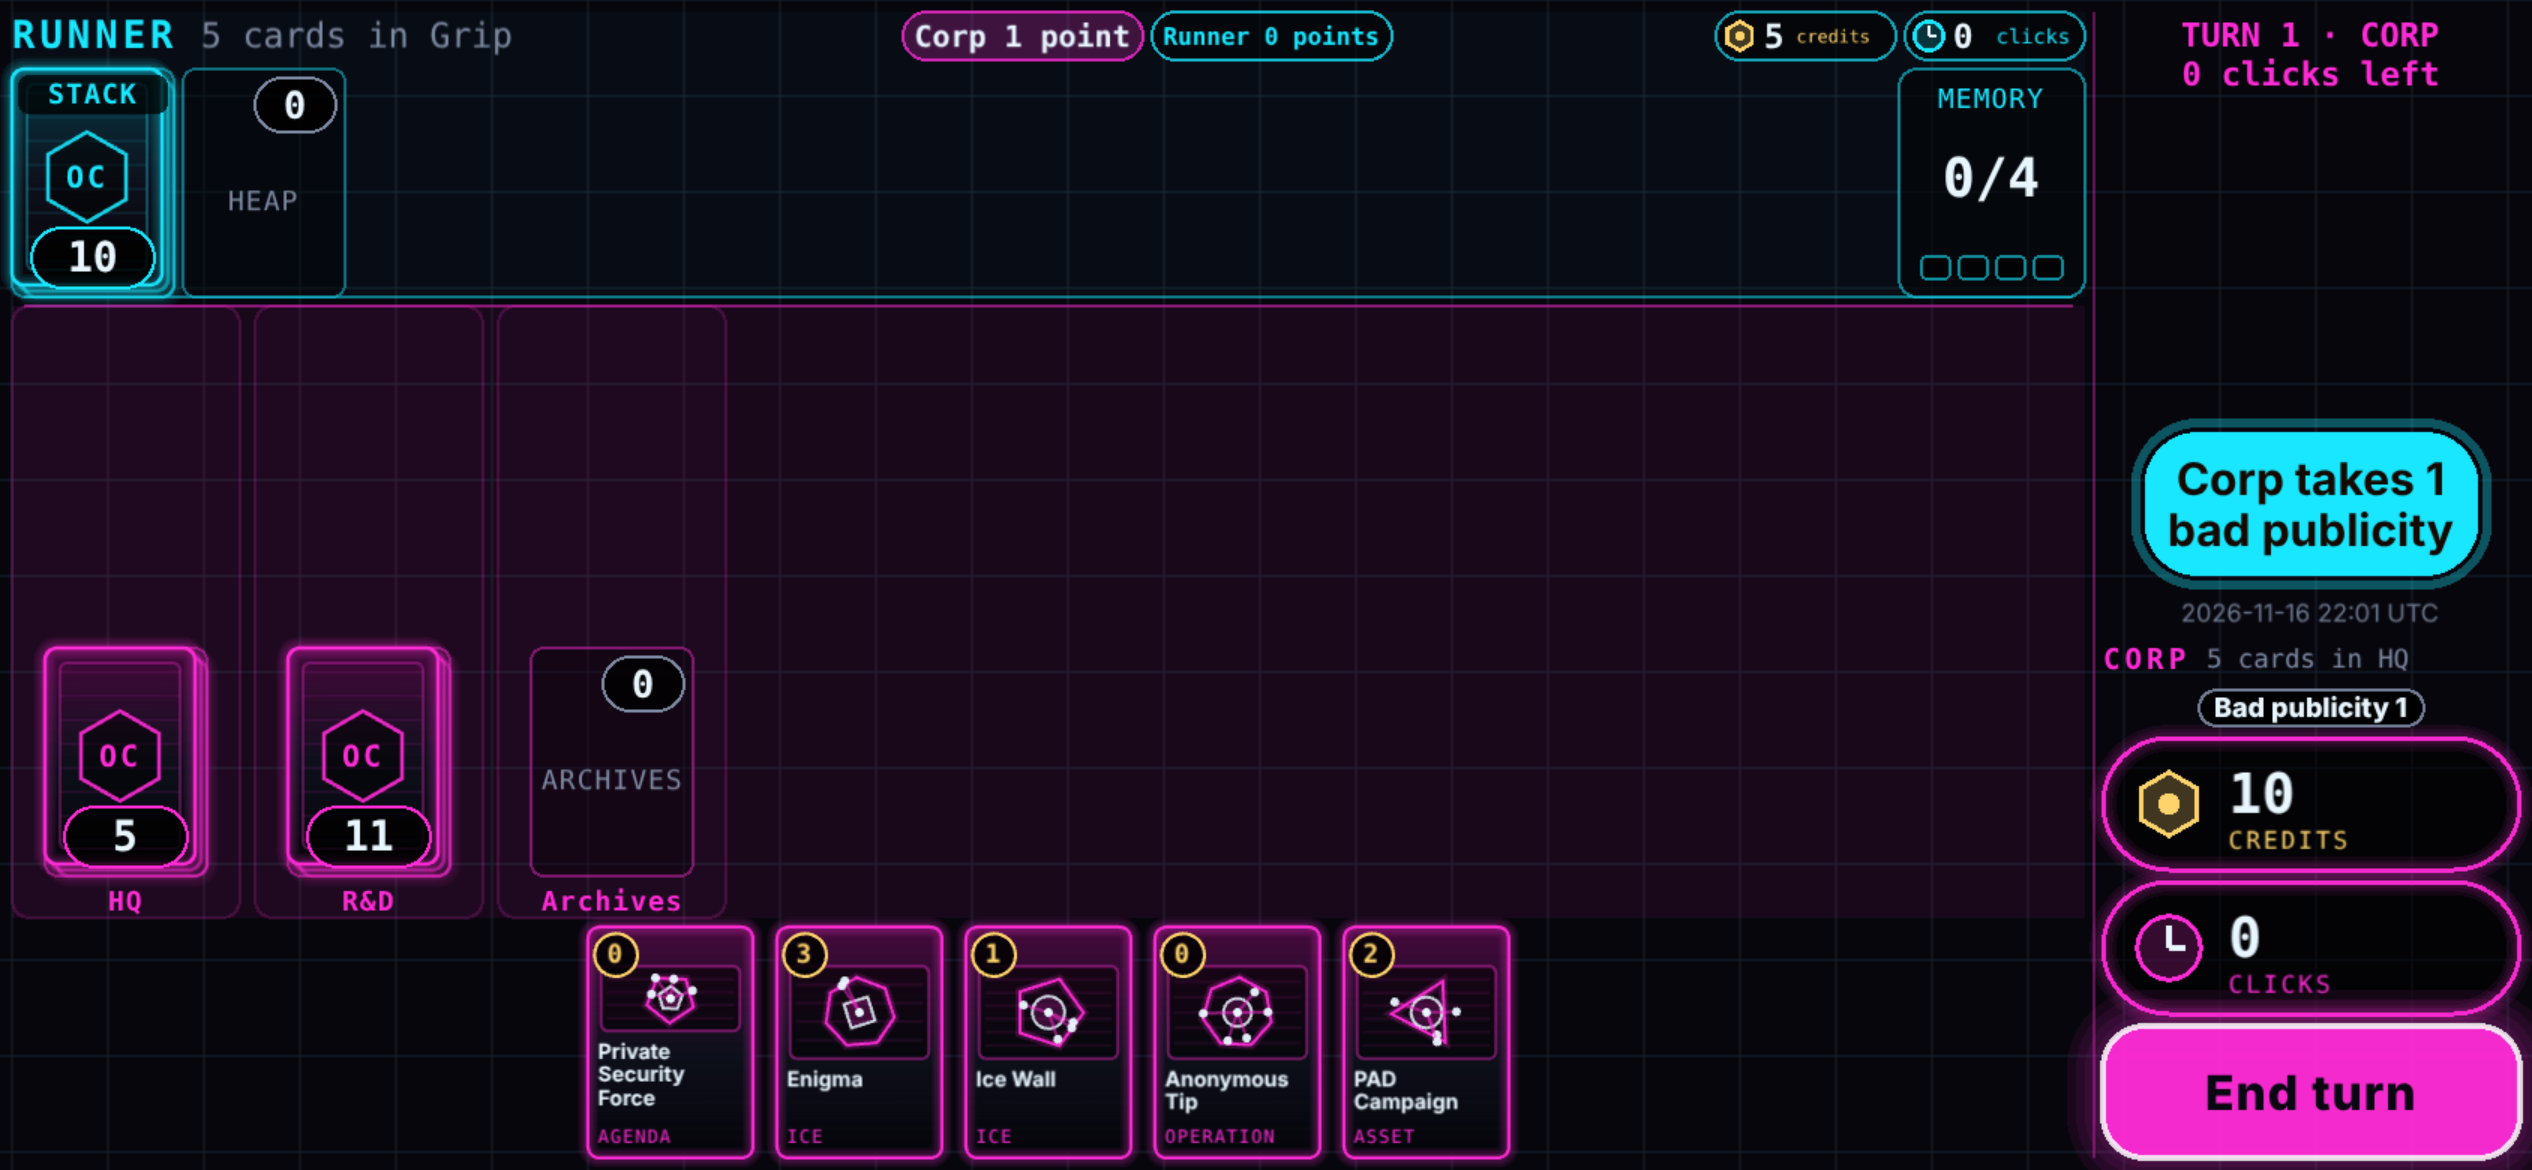 RUNNER 5 cards in Grip
Corp 1 point
Runner 0 points
5 credits
0 clicks
TURN 1 · CORP
0 clicks left
STACK
OC
10
0
HEAP
MEMORY
0/4
Corp takes 1
bad publicity
2026-11-16 22:01 UTC
CORP 5 cards in HQ
Bad publicity 1
10
CREDITS
0
CLICKS
End turn
OC
5
HQ
OC
11
R&D
0
ARCHIVES
Archives
0
Private
Security
Force
AGENDA
3
Enigma
ICE
1
Ice Wall
ICE
0
Anonymous
Tip
OPERATION
2
PAD
Campaign
ASSET